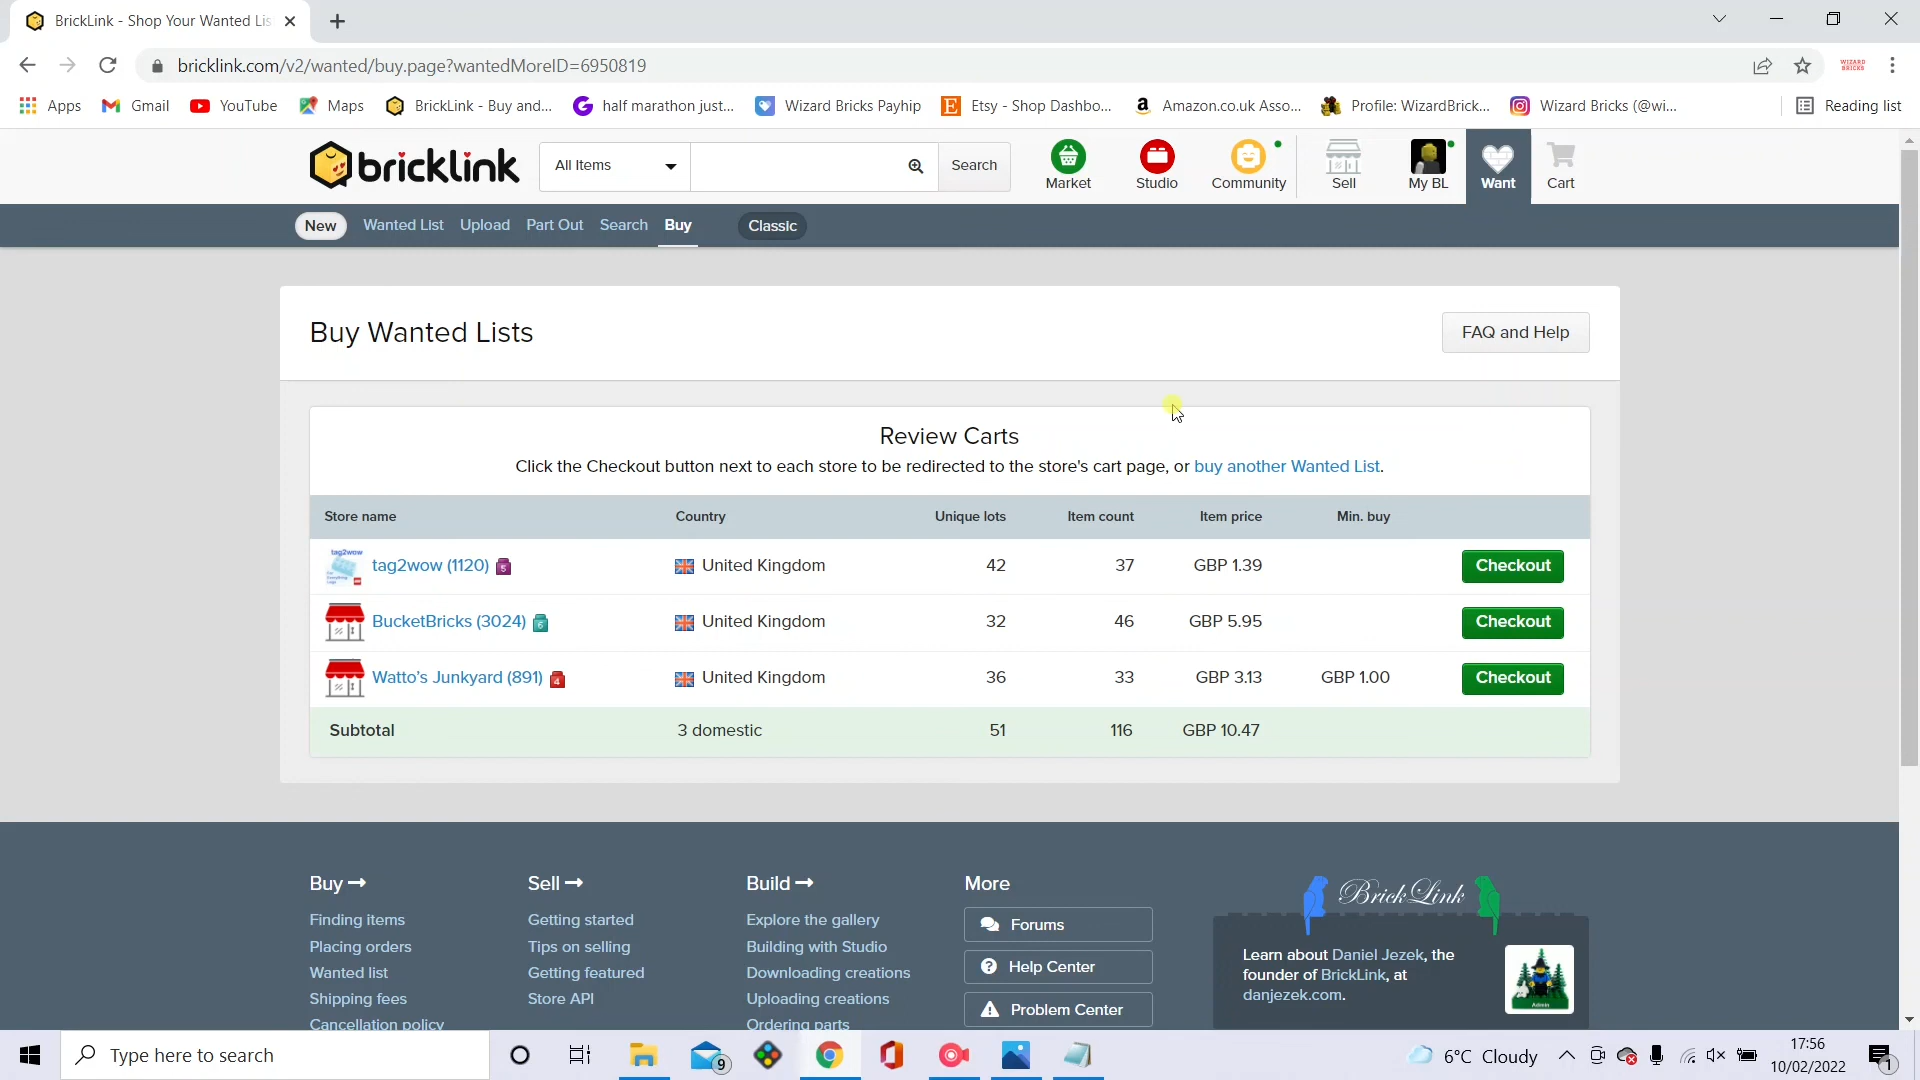 BrickLink - Shop Your Wanted Lis
bricklink.com/v2/wanted/buy.page?wantedMoreID=6950819
WIZARD BRICKS
Apps Gmail YouTube Maps BrickLink - Buy and... half marathon just... Wizard Bricks Payhip Etsy - Shop Dashbo... Amazon.co.uk Asso... Profile: WizardBrick... Wizard Bricks (@wi... Reading list
bricklink All Items Search Market Studio Community Sell My BL Want Cart
New Wanted List Upload Part Out Search Buy Classic
Buy Wanted Lists FAQ and Help
Review Carts
Click the Checkout button next to each store to be redirected to the store's cart page, or buy another Wanted List.
Store name Country Unique lots Item count Item price Min. buy
tag2wow (1120) 5 United Kingdom 42 37 GBP 1.39 Checkout
BucketBricks (3024) 6 United Kingdom 32 46 GBP 5.95 Checkout
Watto's Junkyard (891) 4 United Kingdom 36 33 GBP 3.13 GBP 1.00 Checkout
Subtotal 3 domestic 51 116 GBP 10.47
Buy → Sell → Build → More
BrickLink
Finding items Getting started Explore the gallery Forums
Placing orders Tips on selling Building with Studio
Learn about Daniel Jezek, the
founder of BrickLink, at
danjezek.com.
Admin
Wanted list Getting featured Downloading creations Help Center
Shipping fees Store API Uploading creations Problem Center
Cancellation policy Ordering parts
Type here to search 9 6°C Cloudy 17:56
10/02/2022 1